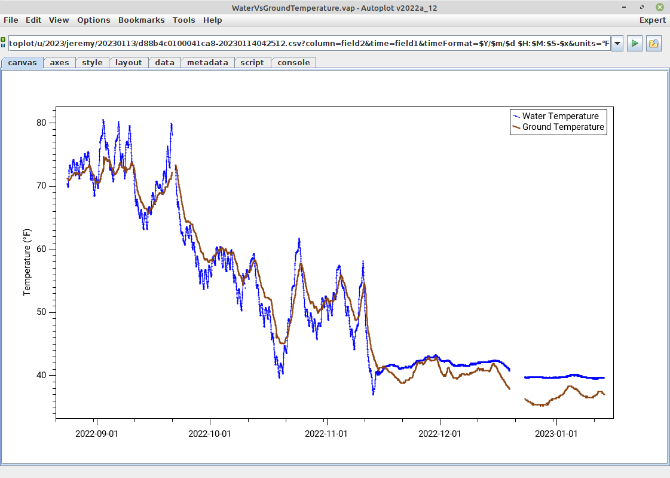 WaterVsGroundTemperature.vap - Autoplot v2022a_12
File Edit View Options Bookmarks Tools Help Expert
toplot/u/2023/jeremy/20230113/d88b4c0100041ca8-20230114042512.csv?column=field2&time=field1&timeFormat=$Y/$m/$d $H:$M:$S-$x&units="F
canvas axes style layout data metadata script console
Water Temperature
Ground Temperature
80
70
60
50
40
Temperature (°F)
2022-09-01 2022-10-01 2022-11-01 2022-12-01 2023-01-01